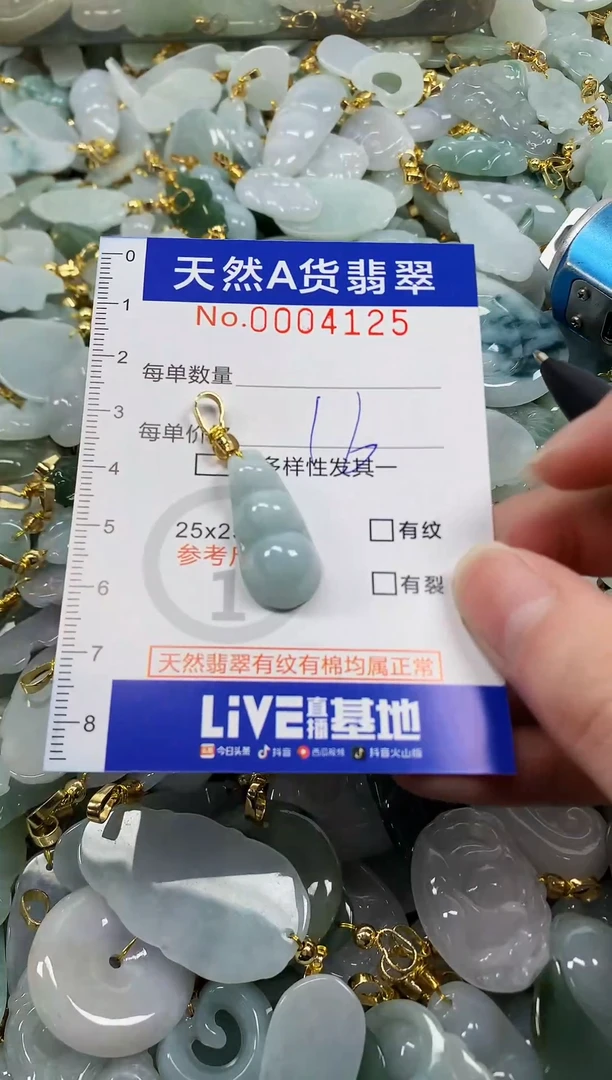 0
天然A货翡翠
1
No.0004125
2
每单数量
3
每单价
16
4
多样性发其一
5
25x2
有纹
参考
6
1
有裂
7
天然翡翠有纹有棉均属正常
8
LiVE直播基地
今日头条 抖音 西瓜视频 抖音火山版